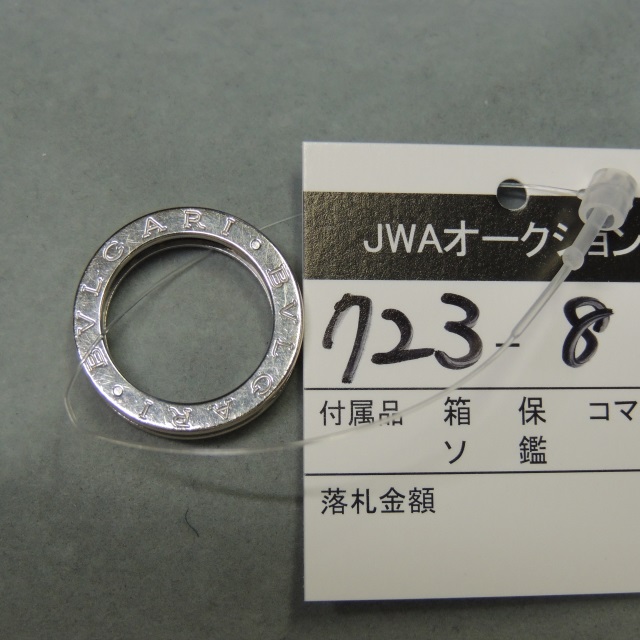 BVLGARI • BVLGARI •
JWAオークション
723-8
付属品 箱 保 コマ
ソ 鑑
落札金額